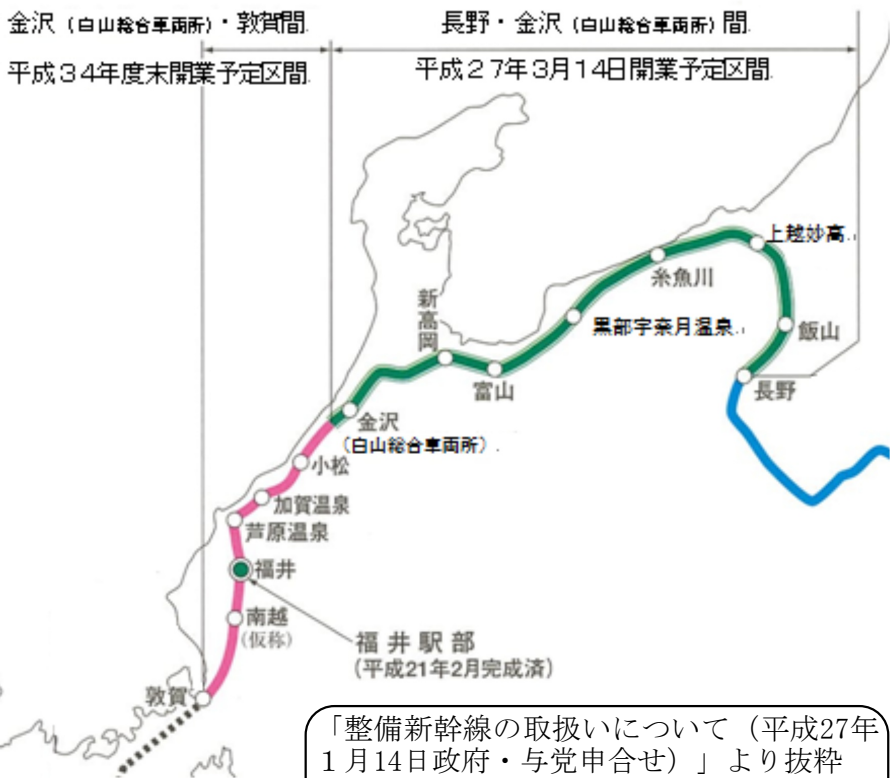 金沢（白山総合車両所）・敦賀間
平成３４年度末開業予定区間
長野・金沢（白山総合車両所）間
平成２７年３月１４日開業予定区間
上越妙高
糸魚川
新高岡
黒部宇奈月温泉
飯山
富山
長野
金沢
（白山総合車両所）
小松
加賀温泉
芦原温泉
福井
南越
(仮称)
福井駅部
(平成21年2月完成済)
敦賀
「整備新幹線の取扱いについて（平成27年
１月14日政府・与党申合せ）」より抜粋